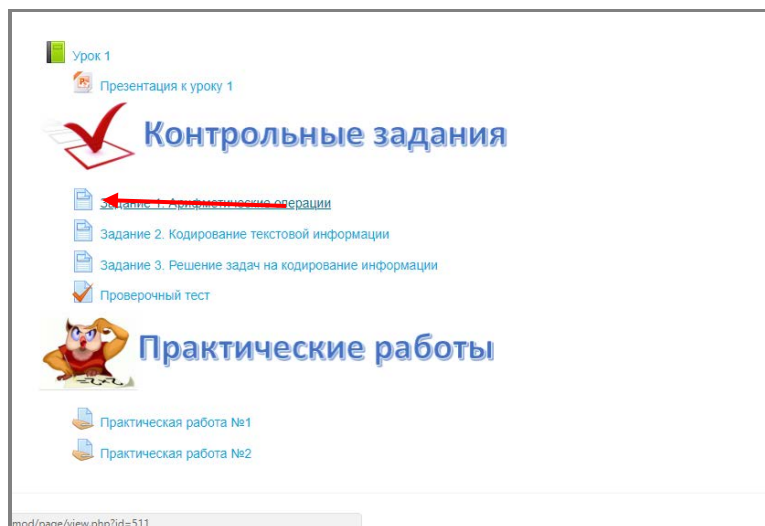 Урок 1
Презентация к уроку 1
Контрольные задания
Задание 1. Арифметические операции
Задание 2. Кодирование текстовой информации
Задание 3. Решение задач на кодирование информации
Проверочный тест
Практические работы
Практическая работа №1
Практическая работа №2
mod/page/view.php?id=511